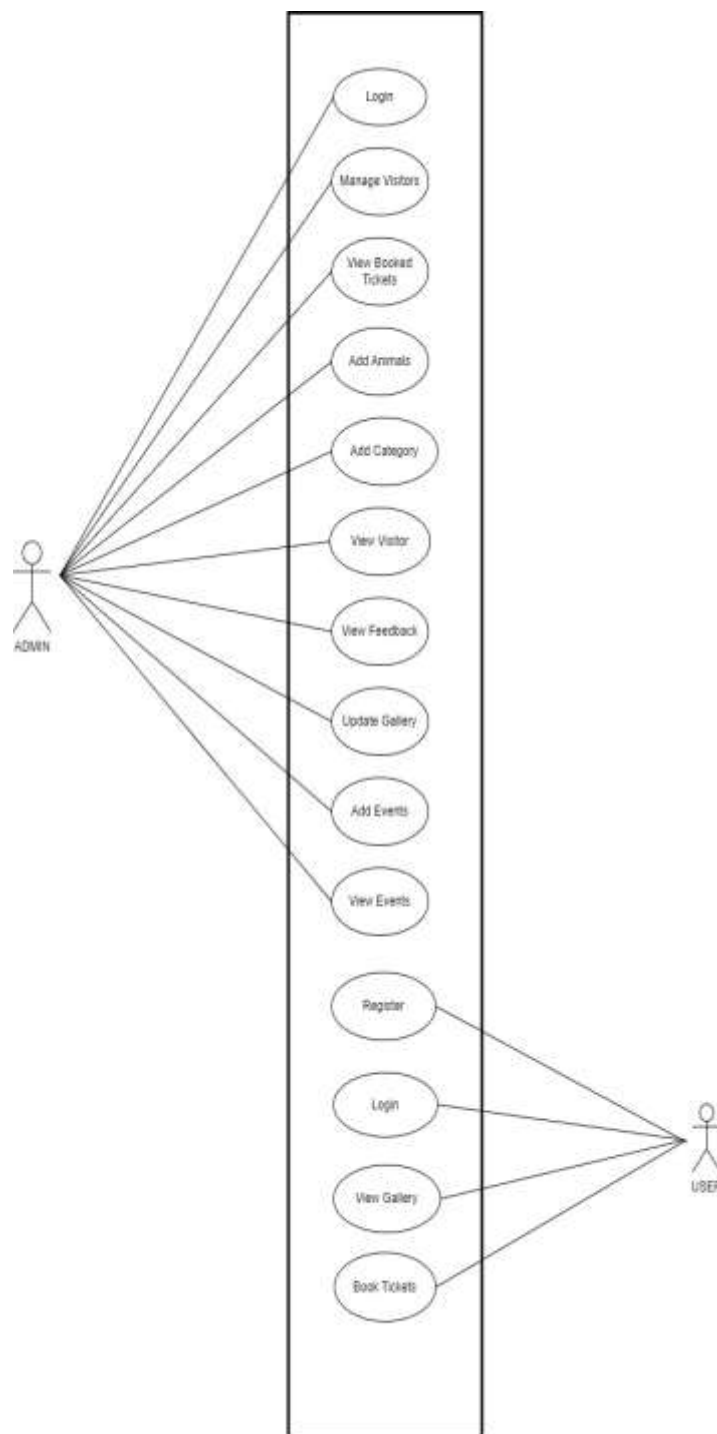 Login
Manage Visitors
View Booked
Tickets
Add Animals
Add Category
View Visitor
ADMIN
View Feedback
Update Gallery
Add Events
View Events
Register
Login
USER
View Gallery
Book Tickets